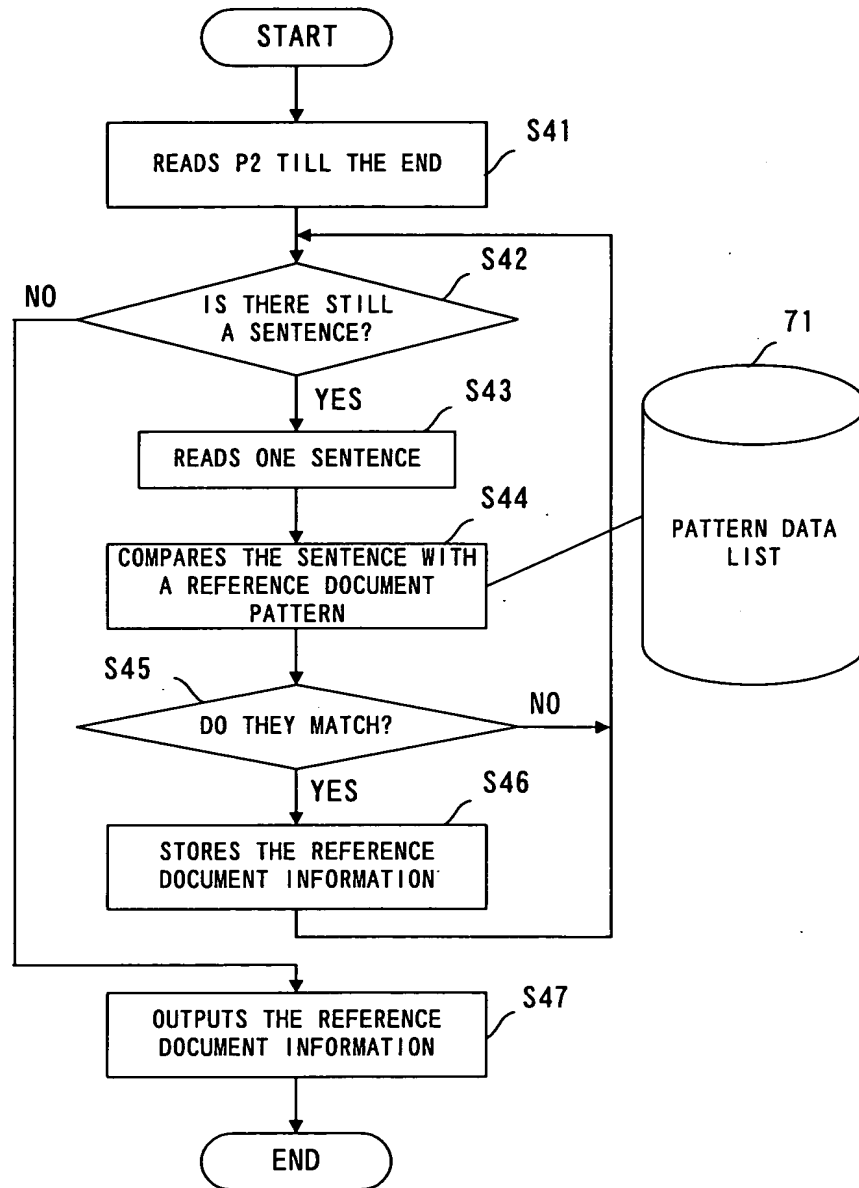 START
S41
READS P2 TILL THE END
S42
NO
IS THERE STILL
A SENTENCE?
71
YES
S43
READS ONE SENTENCE
S44
COMPARES THE SENTENCE WITH
A REFERENCE DOCUMENT
PATTERN
PATTERN DATA
LIST
S45
DO THEY MATCH?
NO
YES
S46
STORES THE REFERENCE
DOCUMENT INFORMATION
S47
OUTPUTS THE REFERENCE
DOCUMENT INFORMATION
END